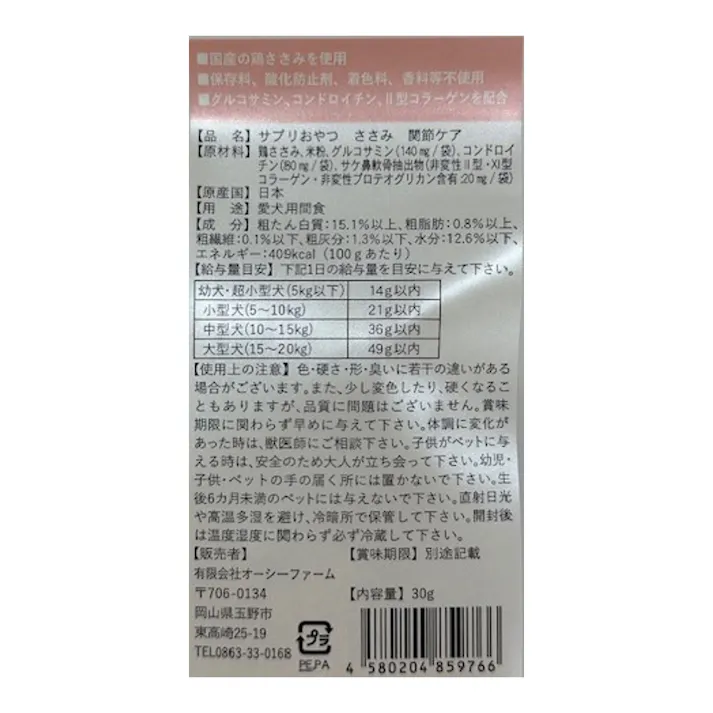 ■国産の鶏ささみを使用
■保存料、酸化防止剤、着色料、香料等不使用
■グルコサミン、コンドロイチン、Ⅱ型コラーゲンを配合
【品　名】サプリおやつ　ささみ　関節ケア
【原材料】鶏ささみ、米粉、グルコサミン(140㎎/袋)、コンドロイ
チン(80㎎/袋)、サケ鼻軟骨抽出物(非変性Ⅱ型・Ⅺ型
コラーゲン・非変性プロテオグリカン含有:20㎎/袋)
【原産国】日本
【用　途】愛犬用間食
【成　分】粗たん白質:15.1%以上、粗脂肪:0.8%以上、
粗繊維:0.1%以下、粗灰分:1.3%以下、水分:12.6%以下、
エネルギー:409kcal(100gあたり)
【給与量目安】下記1日の給与量を目安に与えて下さい。
幼犬・超小型犬(5kg以下)　14g以内
小型犬(5〜10kg)　21g以内
中型犬(10〜15kg)　36g以内
大型犬(15〜20kg)　49g以内
【使用上の注意】色・硬さ・形・臭いに若干の違いがある
場合がございます。また、少し変色したり、硬くなるこ
ともありますが、品質に問題はございません。賞味
期限に関わらず早めに与えて下さい。体調に変化が
あった時は、獣医師にご相談下さい。子供がペットに与
える時は、安全のため大人が立ち会って下さい。幼児・
子供・ペットの手の届く所には置かないで下さい。生
後6カ月未満のペットには与えないで下さい。直射日光
や高温多湿を避け、冷暗所で保管して下さい。開封後
は温度湿度に関わらず必ず冷蔵して下さい。
【販売者】　【賞味期限】別途記載
有限会社オーシーファーム
〒706-0134　【内容量】30g
岡山県玉野市
東高崎25-19
TEL0863-33-0168
プラ
PE,PA
4 580204 859766